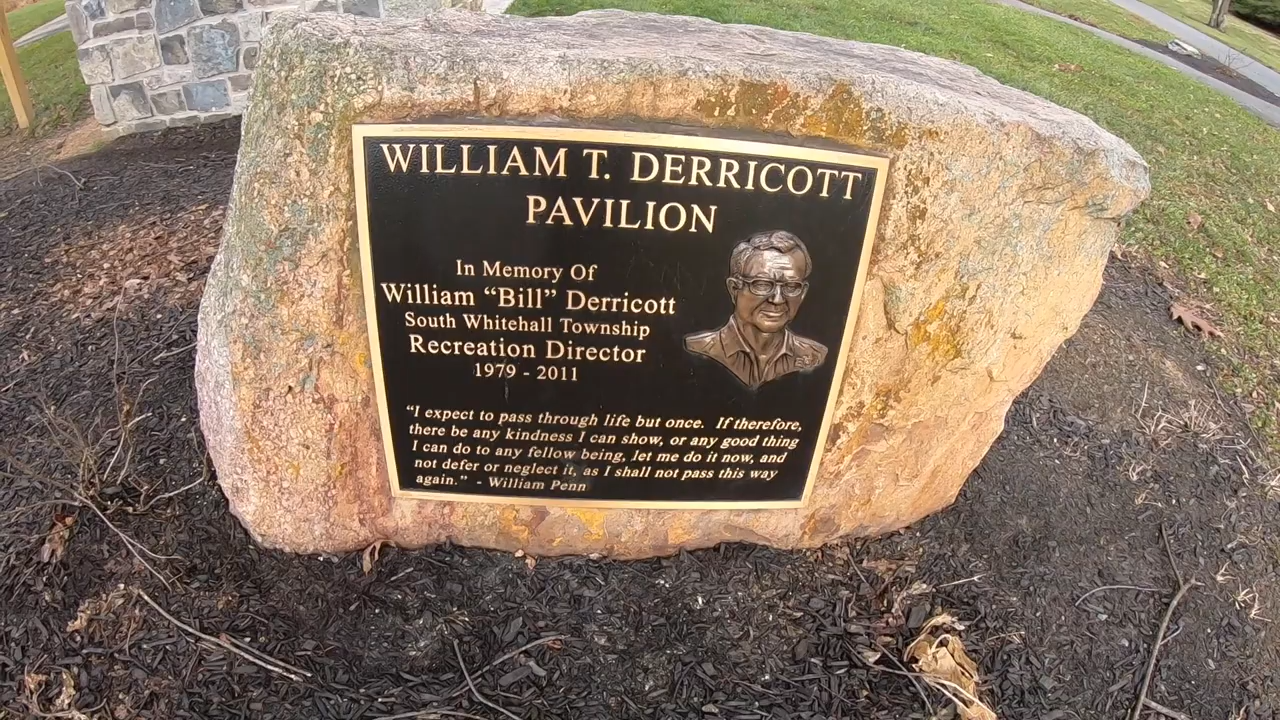 WILLIAM T. DERRICOTT
PAVILION
In Memory Of
William “Bill” Derricott
South Whitehall Township
Recreation Director
1979 - 2011
“I expect to pass through life but once. If therefore,
there be any kindness I can show, or any good thing
I can do to any fellow being, let me do it now, and
not defer or neglect it, as I shall not pass this way
again.” - William Penn